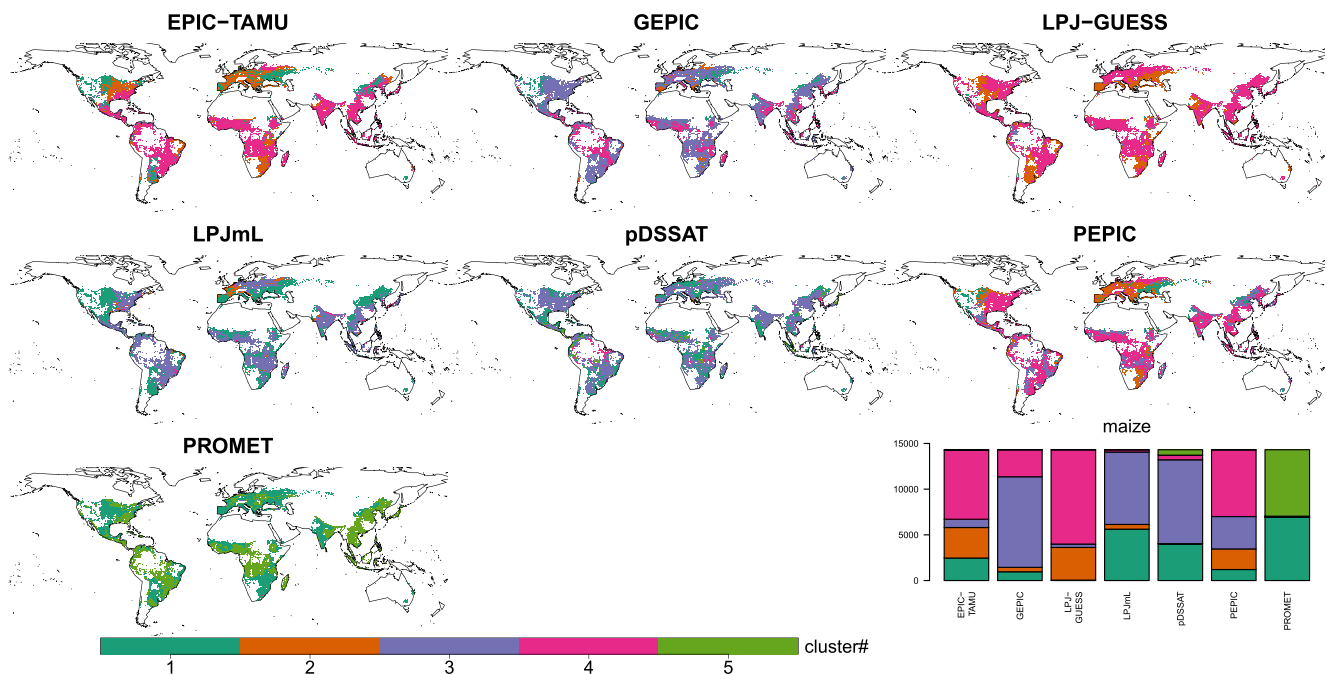 EPIC−TAMU
GEPIC
LPJ−GUESS
LPJmL
pDSSAT
PEPIC
PROMET
maize
15000
10000
5000
0
EPIC−
TAMU
GEPIC
LPJ−
GUESS
LPJmL
pDSSAT
PEPIC
PROMET
cluster#
1 2 3 4 5